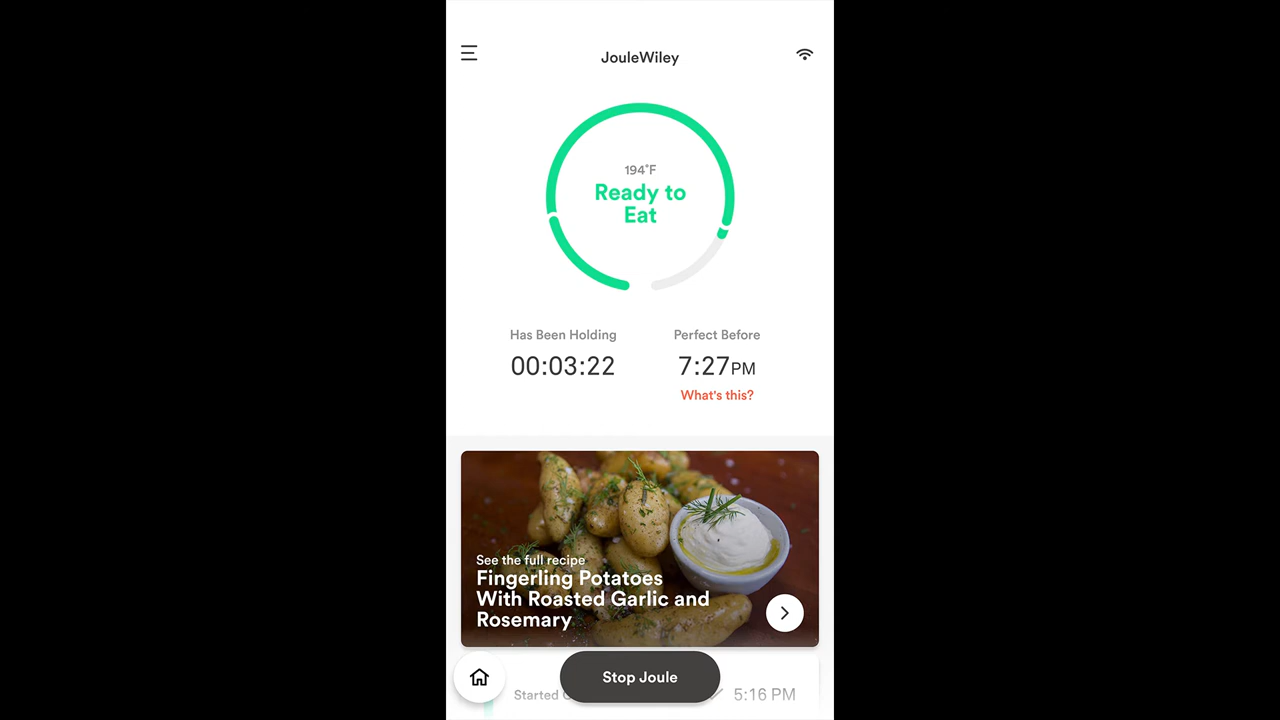 JouleWiley
194°F
Ready to
Eat
Has Been Holding
Perfect Before
00:03:22
7:27PM
What's this?
See the full recipe
Fingerling Potatoes
With Roasted Garlic and
Rosemary
Stop Joule
Started
5:16 PM